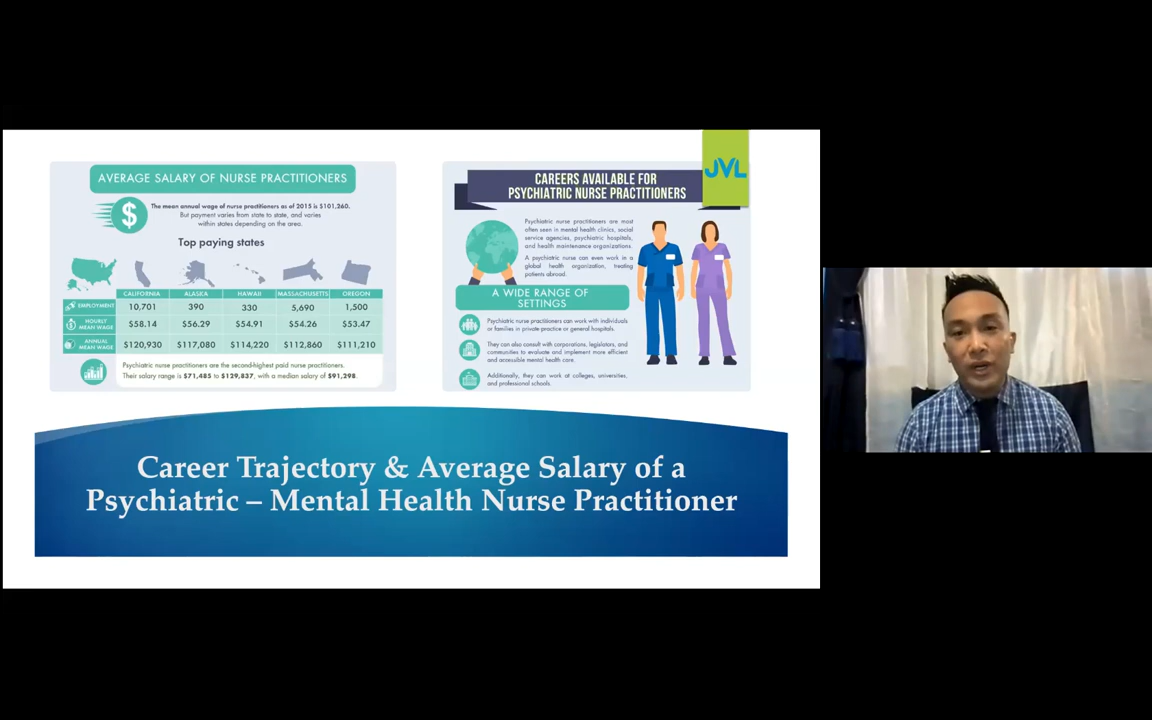 AVERAGE SALARY OF NURSE PRACTITIONERS
$
The mean annual wage of nurse practitioners as of 2015 is $101,260.
But payment varies from state to state, and varies
within states depending on the area.
Top paying states
CALIFORNIA ALASKA HAWAII MASSACHUSETTS OREGON
EMPLOYMENT 10,701 390 330 5,690 1,500
HOURLY
MEAN WAGE $58.14 $56.29 $54.91 $54.26 $53.47
ANNUAL
MEAN WAGE $120,930 $117,080 $114,220 $112,860 $111,210
Psychiatric nurse practitioners are the second-highest paid nurse practitioners.
Their salary range is $71,485 to $129,837, with a median salary of $91,298.
CAREERS AVAILABLE FOR
PSYCHIATRIC NURSE PRACTITIONERS
JVL
Psychiatric nurse practitioners are most
often seen in mental health clinics, social
service agencies, psychiatric hospitals,
and health maintenance organizations.
A psychiatric nurse can even work in a
global health organization, treating
patients abroad.
A WIDE RANGE OF
SETTINGS
Psychiatric nurse practitioners can work with individuals
or families in private practice or general hospitals.
They can also consult with corporations, legislators, and
communities to evaluate and implement more efficient
and accessible mental health care.
Additionally, they can work at colleges, universities,
and professional schools.
Career Trajectory & Average Salary of a
Psychiatric – Mental Health Nurse Practitioner